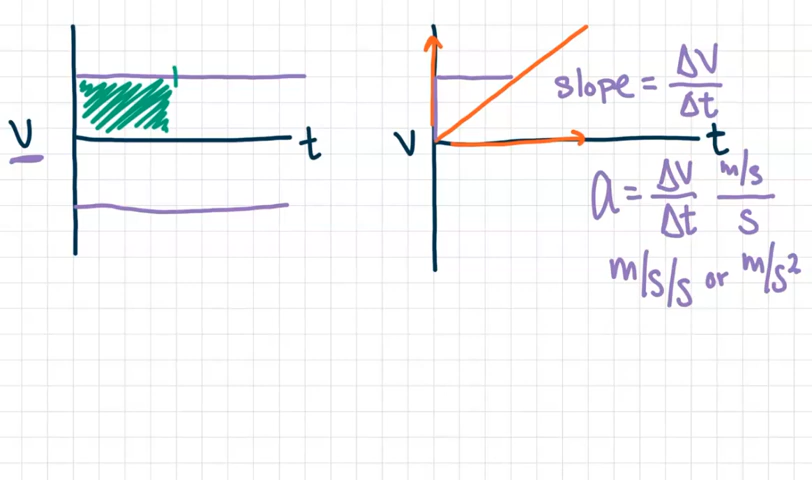 V
t
V
t
slope = ΔV/Δt
a = ΔV/Δt m/s/s
m/s/s or m/s²